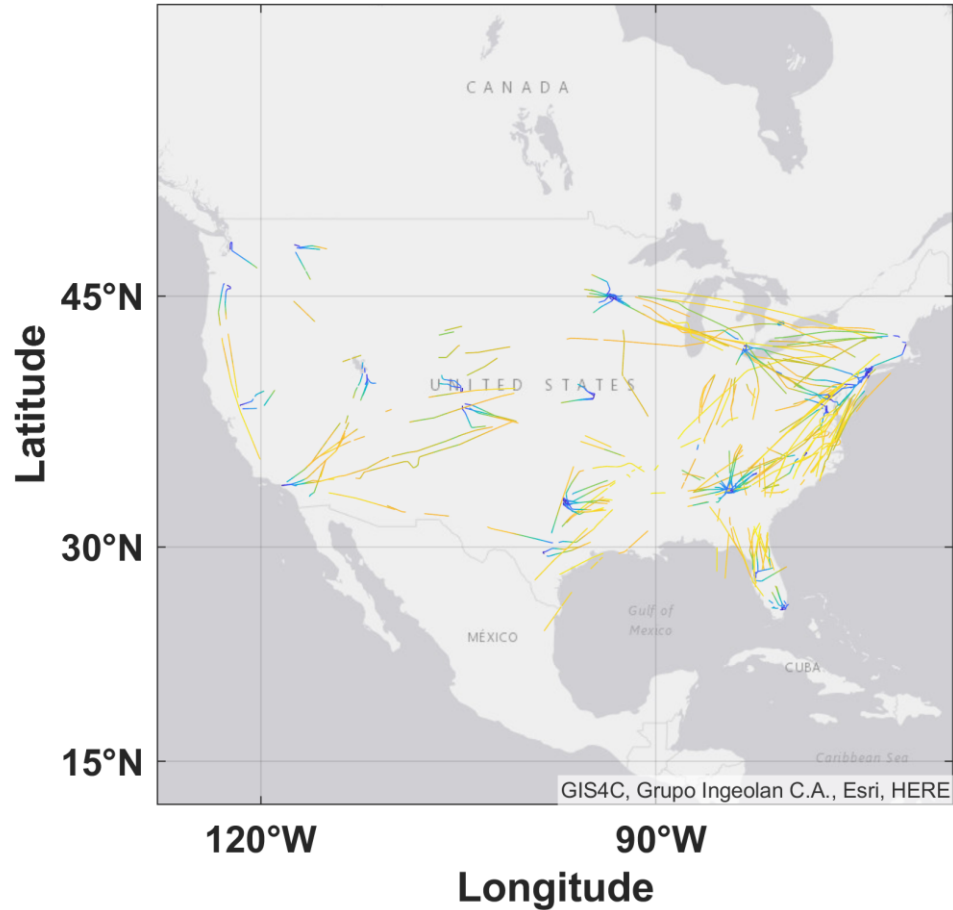 CANADA
45°N
UNITED STATES
Latitude
30°N
Gulf of
Mexico
MÉXICO
CUBA
15°N
Caribbean Sea
GIS4C, Grupo Ingeolan C.A., Esri, HERE
120°W
90°W
Longitude